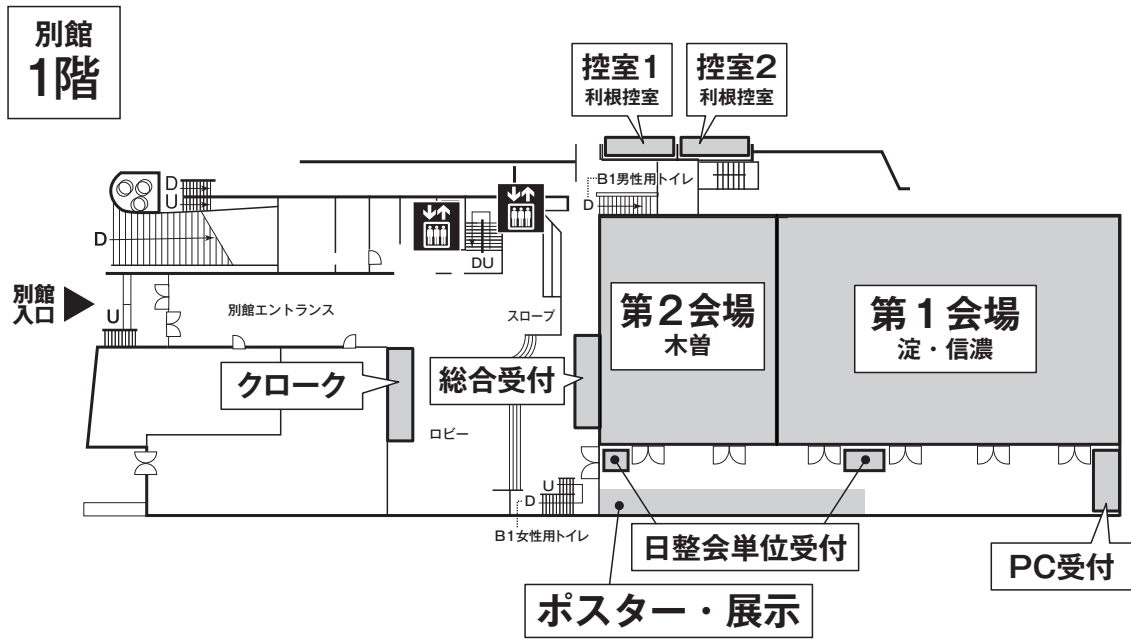 別館
1階
控室1
利根控室
控室2
利根控室
B1男性用トイレ
D
U
D
D
DU
別館
入口
U
別館エントランス
スロープ
第2会場
木曽
第1会場
淀・信濃
クローク
総合受付
ロビー
U
D
B1女性用トイレ
日整会単位受付
PC受付
ポスター・展示